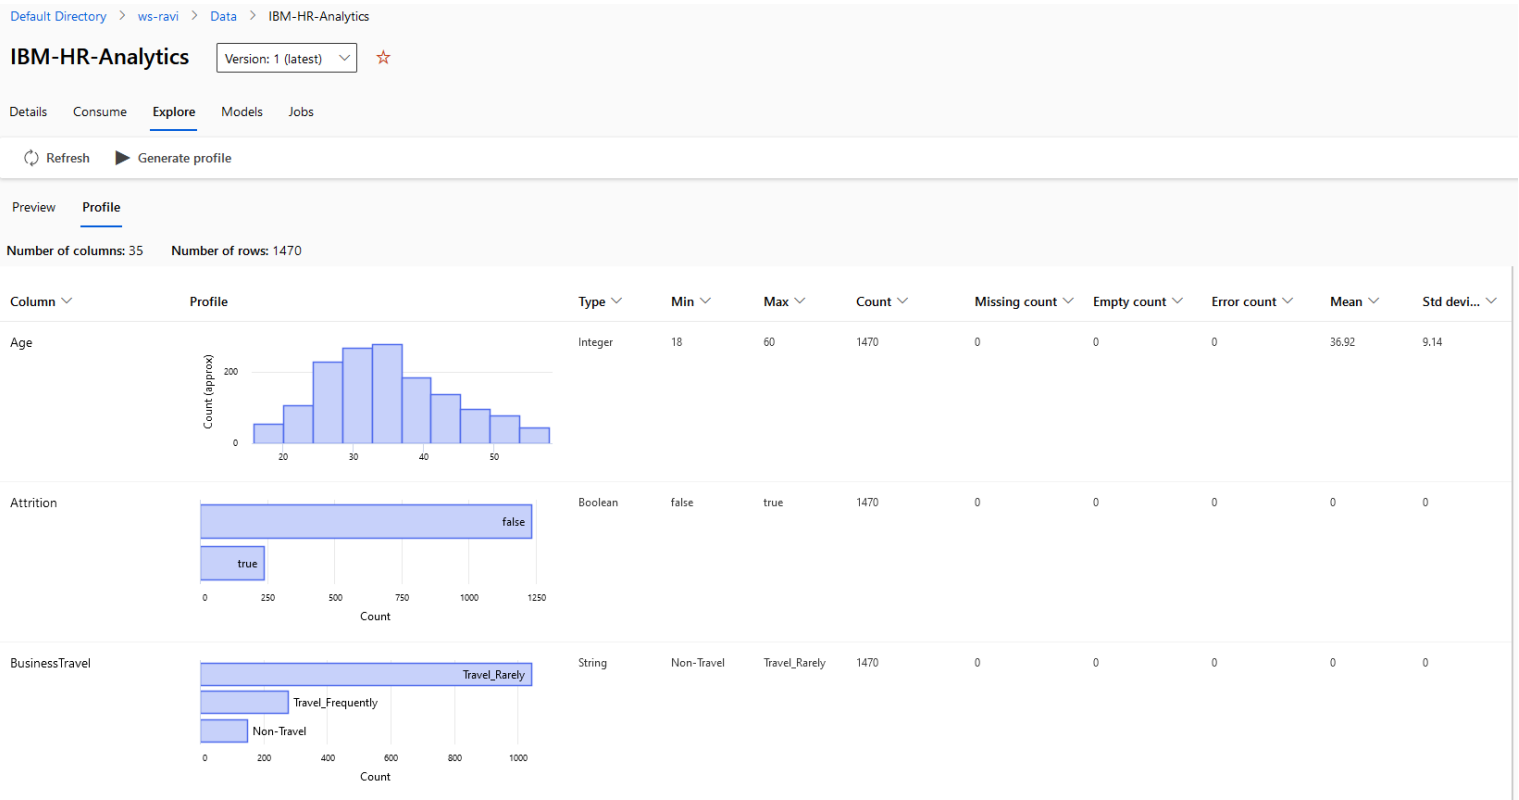 Default Directory > ws-ravi > Data > IBM-HR-Analytics
IBM-HR-Analytics Version: 1 (latest)
Details Consume Explore Models Jobs
Refresh Generate profile
Preview Profile
Number of columns: 35 Number of rows: 1470
Column Profile Type Min Max Count Missing count Empty count Error count Mean Std devi...
Age Integer 18 60 1470 0 0 0 36.92 9.14
Count (approx)
200
0
20 30 40 50
Attrition Boolean false true 1470 0 0 0 0 0
false
true
0 250 500 750 1000 1250
Count
BusinessTravel String Non-Travel Travel_Rarely 1470 0 0 0 0 0
Travel_Rarely
Travel_Frequently
Non-Travel
0 200 400 600 800 1000
Count